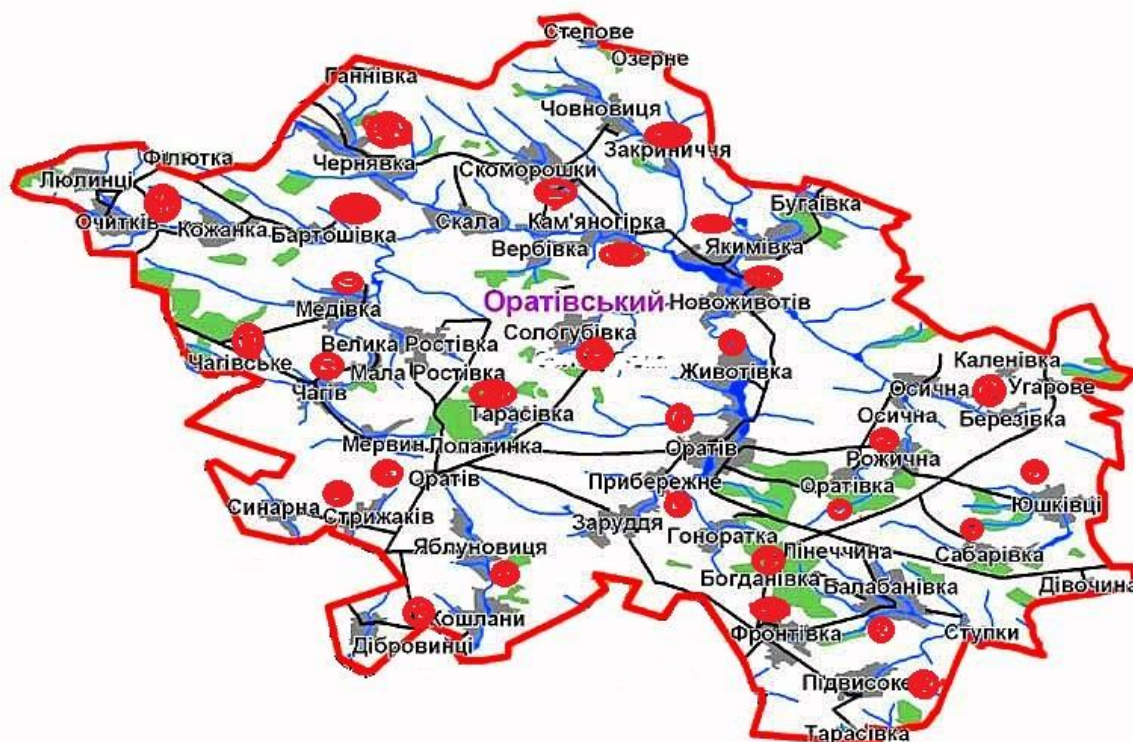 Степове
Озерне
Ганнівка
Човновиця
Закриниччя
Чернявка
Філютка
Скоморошки
Люлинці
Бугаївка
Очитків
Кожанка
Бартошівка
Скала
Кам'яногірка
Вербівка
Якимівка
Оратівський
Новоживотів
Медівка
Сологубівка
Велика Ростівка
Чагівське
Мала Ростівка
Животівка
Каленівка
Чагів
Осична
Угарове
Тарасівка
Осична
Березівка
Мервин
Лопатинка
Оратів
Рожична
Оратів
Прибережне
Оратівка
Синарна
Стрижаків
Заруддя
Юшківці
Гоноратка
Яблуновиця
Пінеччина
Сабарівка
Богданівка
Балабанівка
Дівочина
Кошлани
Дібровинці
Фронтівка
Ступки
Підвисоке
Тарасівка